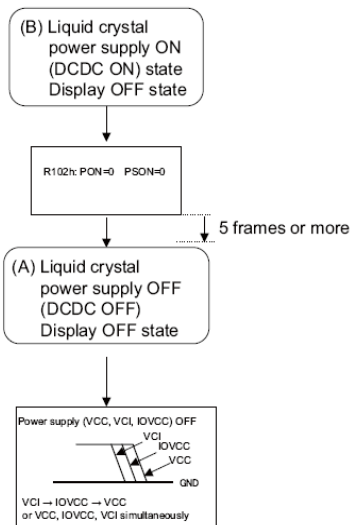 (B) Liquid crystal
power supply ON
(DCDC ON) state
Display OFF state
R102h: PON=0 PSON=0
5 frames or more
(A) Liquid crystal
power supply OFF
(DCDC OFF)
Display OFF state
Power supply (VCC, VCI, IOVCC) OFF
VCI
IOVCC
VCC
GND
VCI → IOVCC → VCC
or VCC, IOVCC, VCI simultaneously